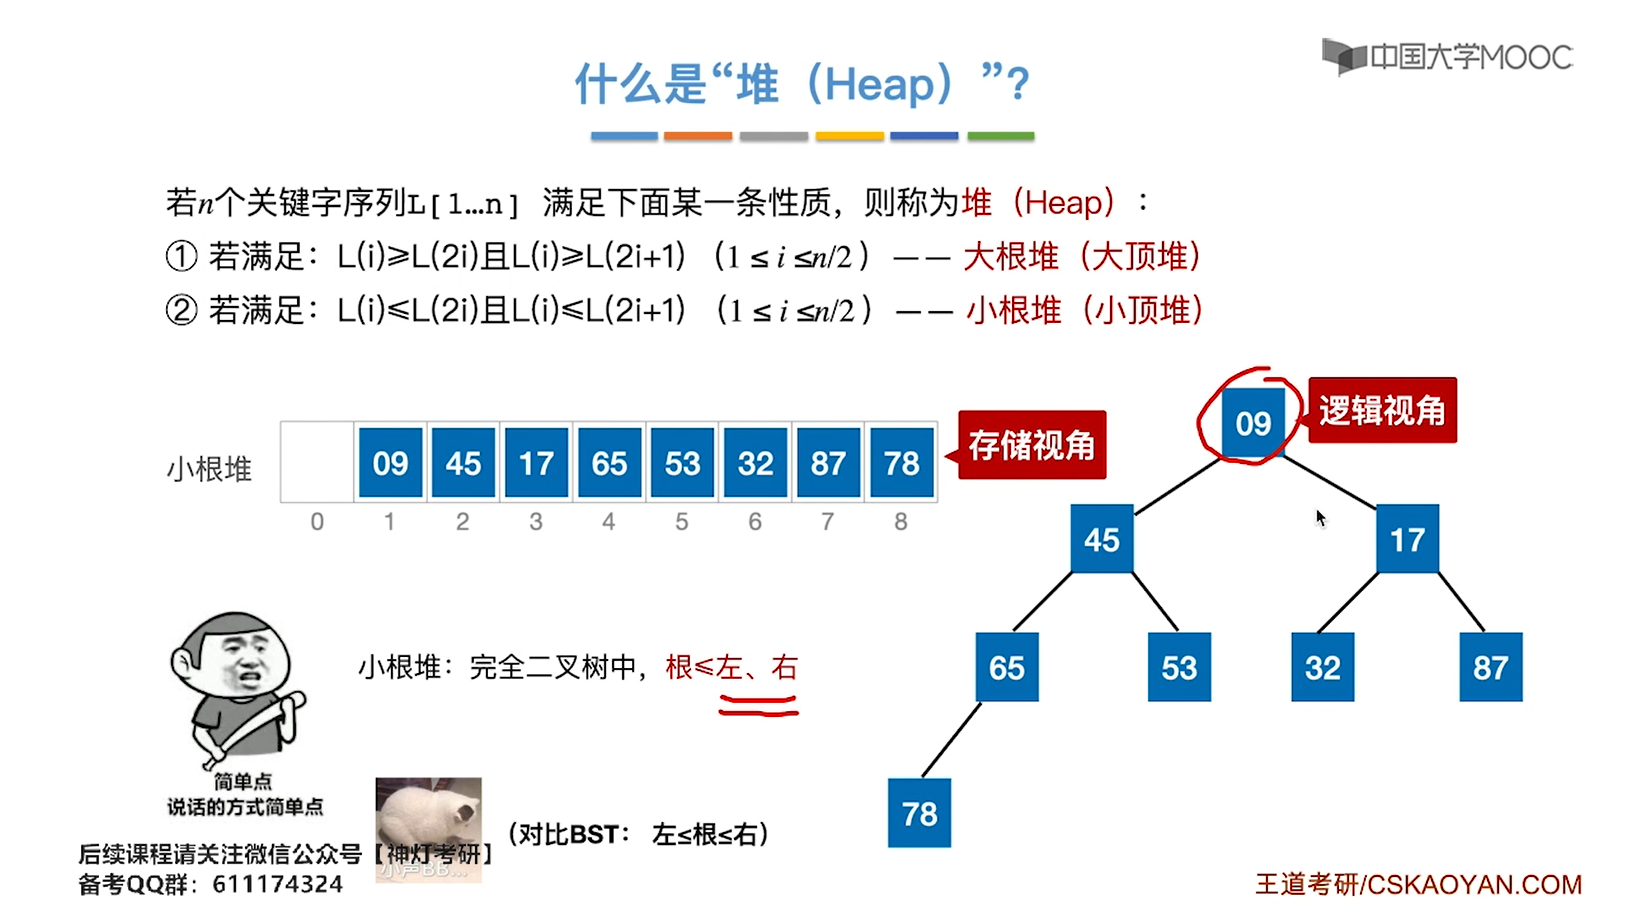 中国大学MOOC
什么是“堆（Heap）”？
若n个关键字序列L[1…n] 满足下面某一条性质，则称为堆（Heap）：
① 若满足：L(i)≥L(2i)且L(i)≥L(2i+1)（1 ≤ i ≤n/2）—— 大根堆（大顶堆）
② 若满足：L(i)≤L(2i)且L(i)≤L(2i+1)（1 ≤ i ≤n/2）—— 小根堆（小顶堆）
小根堆
09 45 17 65 53 32 87 78
0 1 2 3 4 5 6 7 8
存储视角
逻辑视角
09
45 17
65 53 32 87
78
小根堆：完全二叉树中，根≤左、右
简单点
说话的方式简单点
（对比BST： 左≤根≤右）
小声BB...
后续课程请关注微信公众号【神灯考研】
备考QQ群：611174324
王道考研/CSKAOYAN.COM